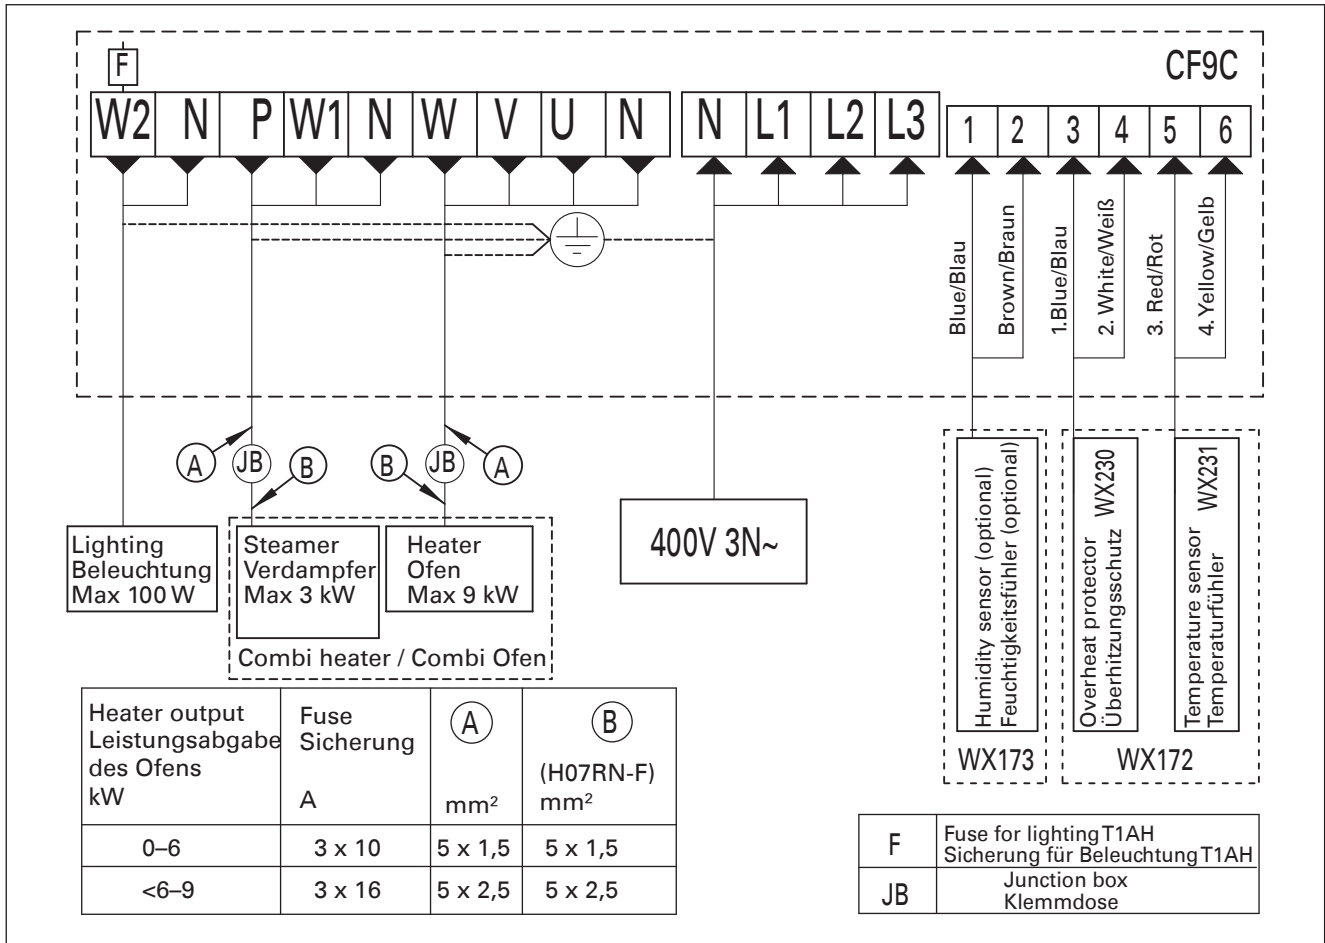 F
CF9C
W2 N P W1 N W V U N N L1 L2 L3 1 2 3 4 5 6
Blue/Blau
Brown/Braun
1.Blue/Blau
2. White/Weiß
3. Red/Rot
4. Yellow/Gelb
A JB B B JB A
Lighting
Beleuchtung
Max 100 W
Steamer
Verdampfer
Max 3 kW
Heater
Ofen
Max 9 kW
Combi heater / Combi Ofen
400V 3N~
Humidity sensor (optional)
Feuchtigkeitsfühler (optional)
WX173
Overheat protector WX230
Überhitzungsschutz
Temperature sensor WX231
Temperaturfühler
WX172
Heater output
Leistungsabgabe
des Ofens
kW
Fuse
Sicherung
A
A
mm²
B
(H07RN-F)
mm²
0–6 3 x 10 5 x 1,5 5 x 1,5
<6–9 3 x 16 5 x 2,5 5 x 2,5
F Fuse for lighting T1AH
Sicherung für Beleuchtung T1AH
JB Junction box
Klemmdose